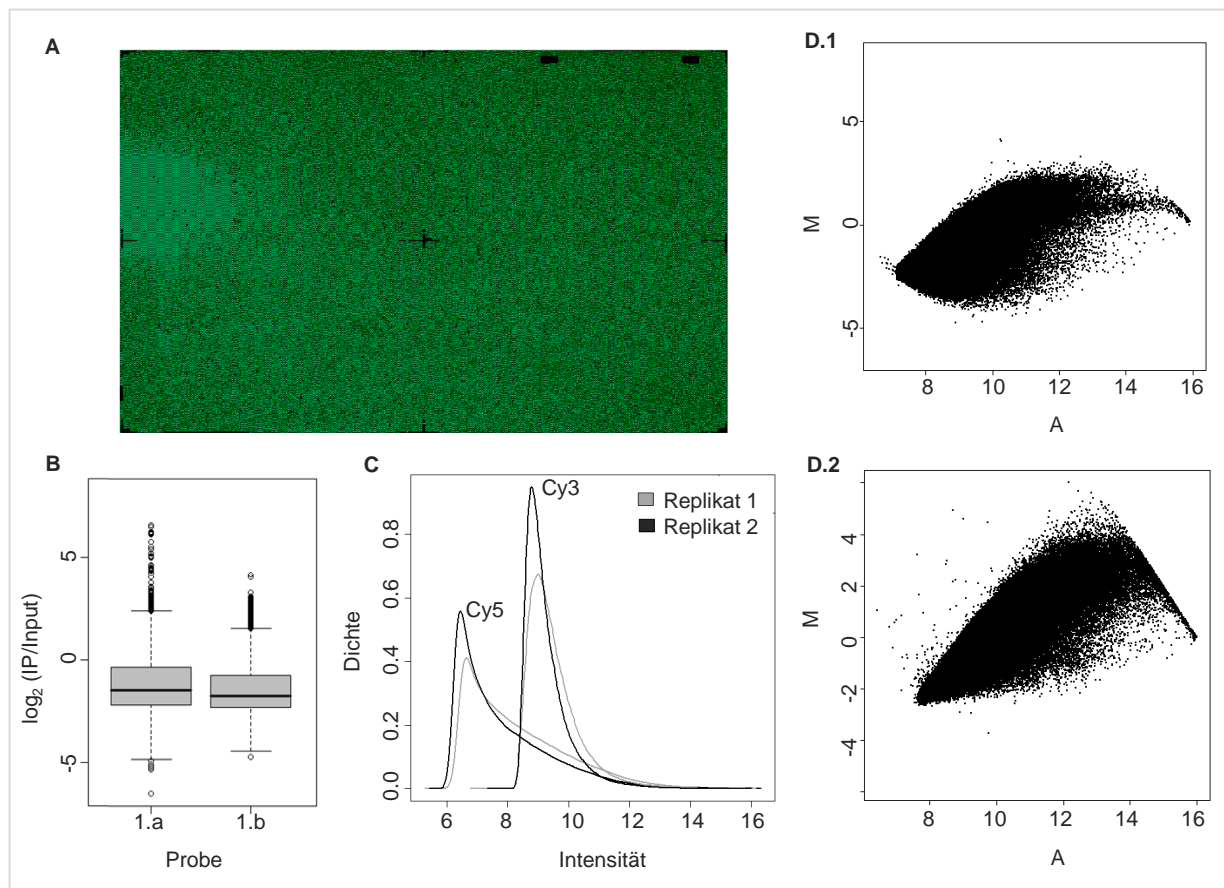 A
D.1
M
5
0
-5
8 10 12 14 16
A
B
log2 (IP/Input)
5
0
-5
1.a 1.b
Probe
C
Dichte
0.8
0.6
0.4
0.2
0.0
Cy3
Cy5
Replikat 1
Replikat 2
6 8 10 12 14 16
Intensität
D.2
M
4
2
0
-2
-4
8 10 12 14 16
A